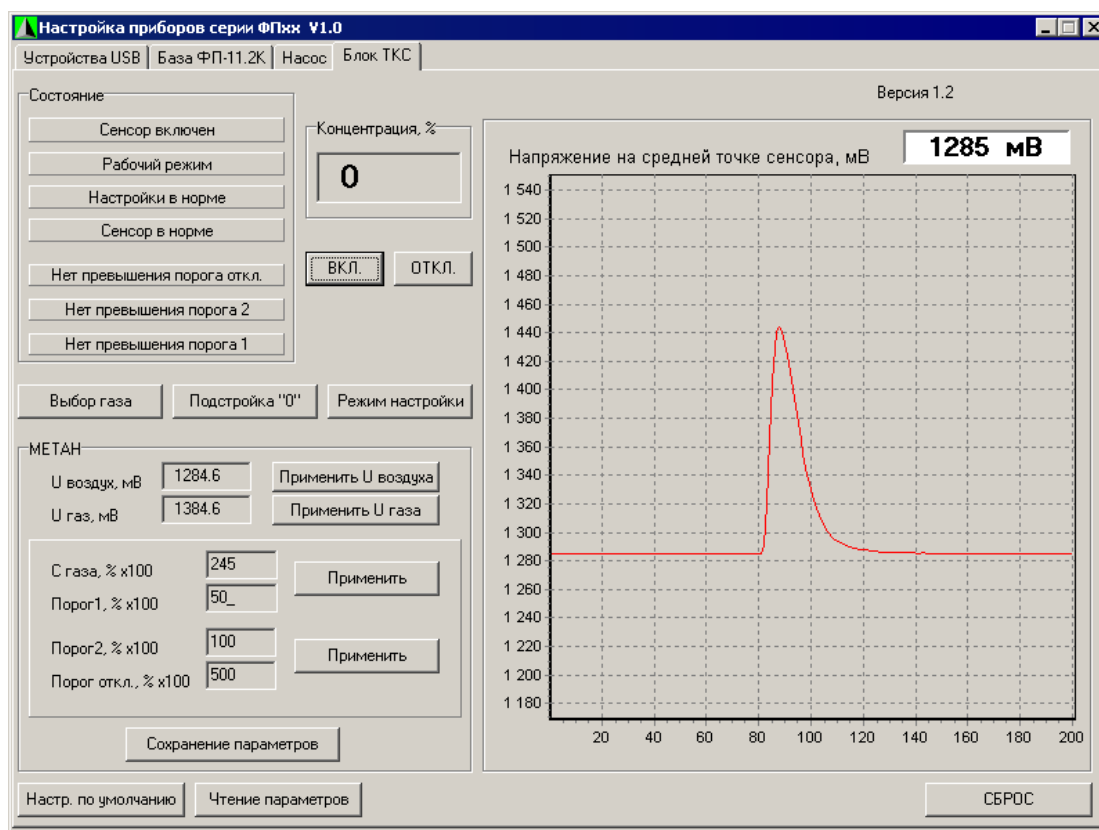 Настройка приборов серии ФПхх V1.0
Устройства USB
База ФП-11.2К
Насос
Блок ТКС
Версия 1.2
Состояние
Сенсор включен
Рабочий режим
Настройки в норме
Сенсор в норме
Нет превышения порога откл.
Нет превышения порога 2
Нет превышения порога 1
Концентрация, %
0
ВКЛ.
ОТКЛ.
Выбор газа
Подстройка "0"
Режим настройки
МЕТАН
U воздух, мВ
1284.6
Применить U воздуха
U газ, мВ
1384.6
Применить U газа
С газа, % x100
245
Применить
Порог1, % x100
50_
Порог2, % x100
100
Применить
Порог откл., % x100
500
Сохранение параметров
Настр. по умолчанию
Чтение параметров
Напряжение на средней точке сенсора, мВ
1285 мВ
1 540
1 520
1 500
1 480
1 460
1 440
1 420
1 400
1 380
1 360
1 340
1 320
1 300
1 280
1 260
1 240
1 220
1 200
1 180
20 40 60 80 100 120 140 160 180 200
СБРОС